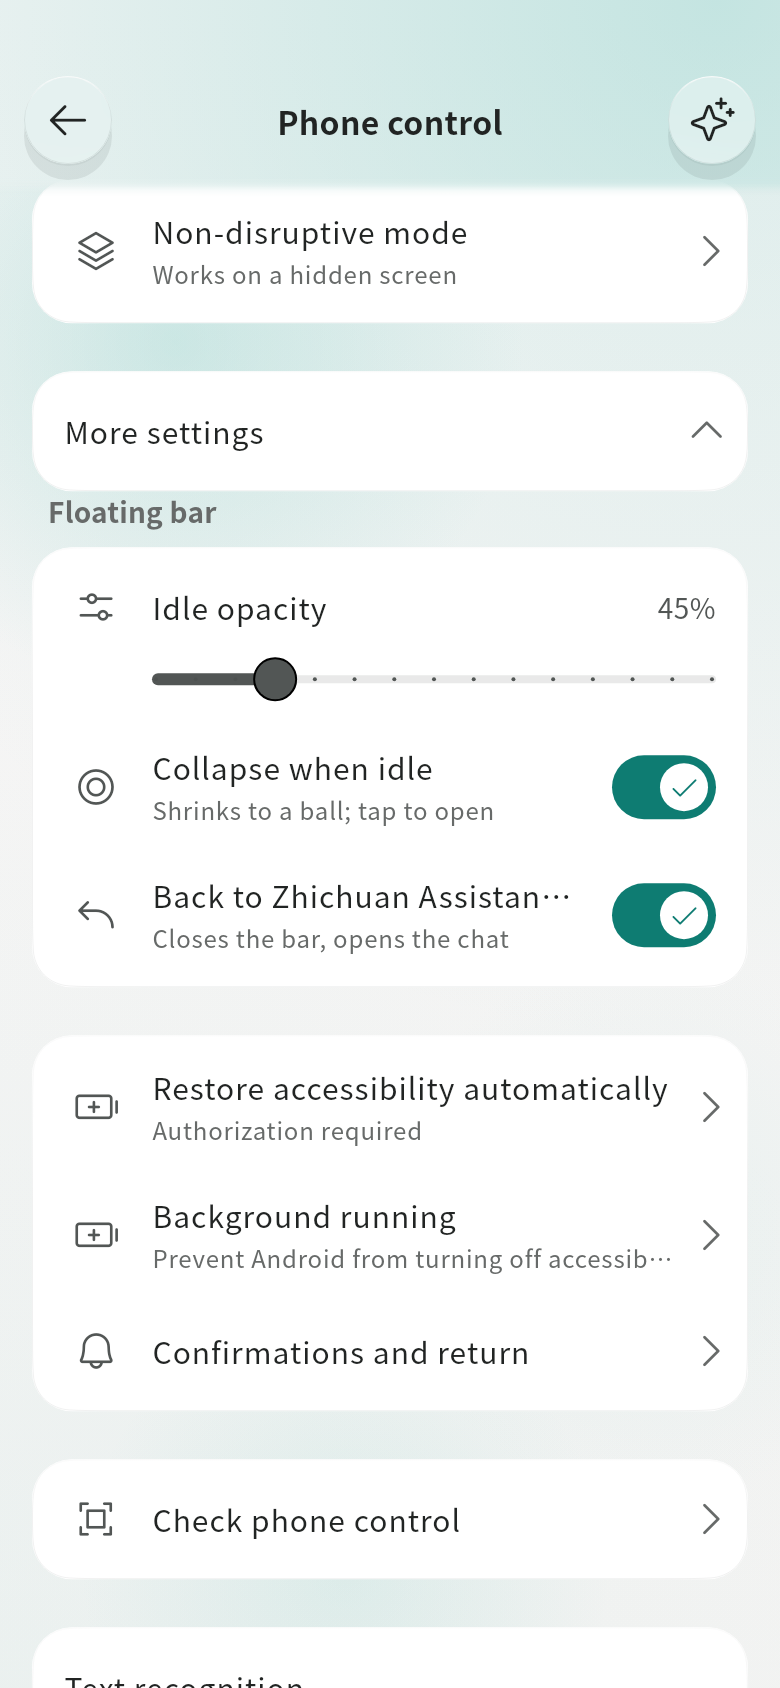 Phone control
Non-disruptive mode
Works on a hidden screen
More settings
Floating bar
Idle opacity
45%
Collapse when idle
Shrinks to a ball; tap to open
Back to Zhichuan Assistan···
Closes the bar, opens the chat
Restore accessibility automatically
Authorization required
Background running
Prevent Android from turning off accessib···
Confirmations and return
Check phone control
Text recognition